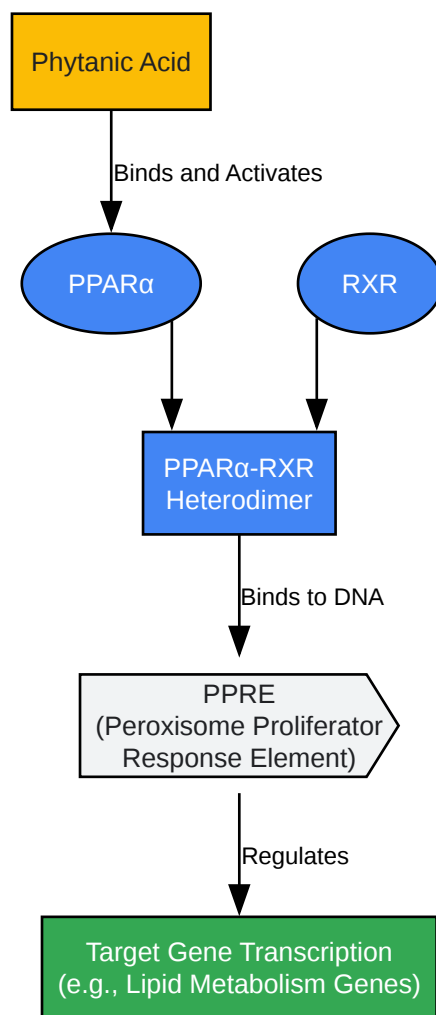 Phytanic Acid
Binds and Activates
PPARα
RXR
PPARα-RXR
Heterodimer
Binds to DNA
PPRE
(Peroxisome Proliferator
Response Element)
Regulates
Target Gene Transcription
(e.g., Lipid Metabolism Genes)